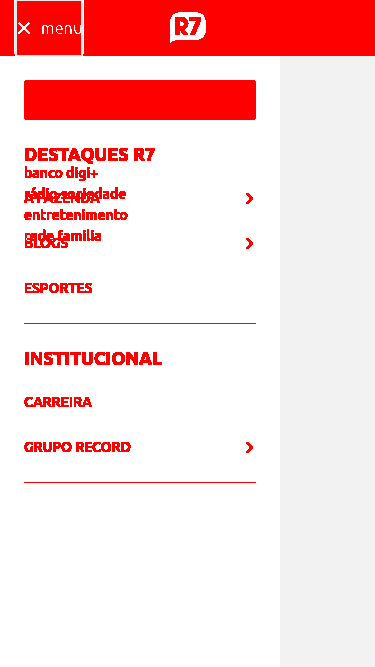 menu
R7
DESTAQUES R7
banco digi+
rádio sociedade
A FAZENDA
entretenimento
rede família
BLOGS
ESPORTES
INSTITUCIONAL
CARREIRA
GRUPO RECORD